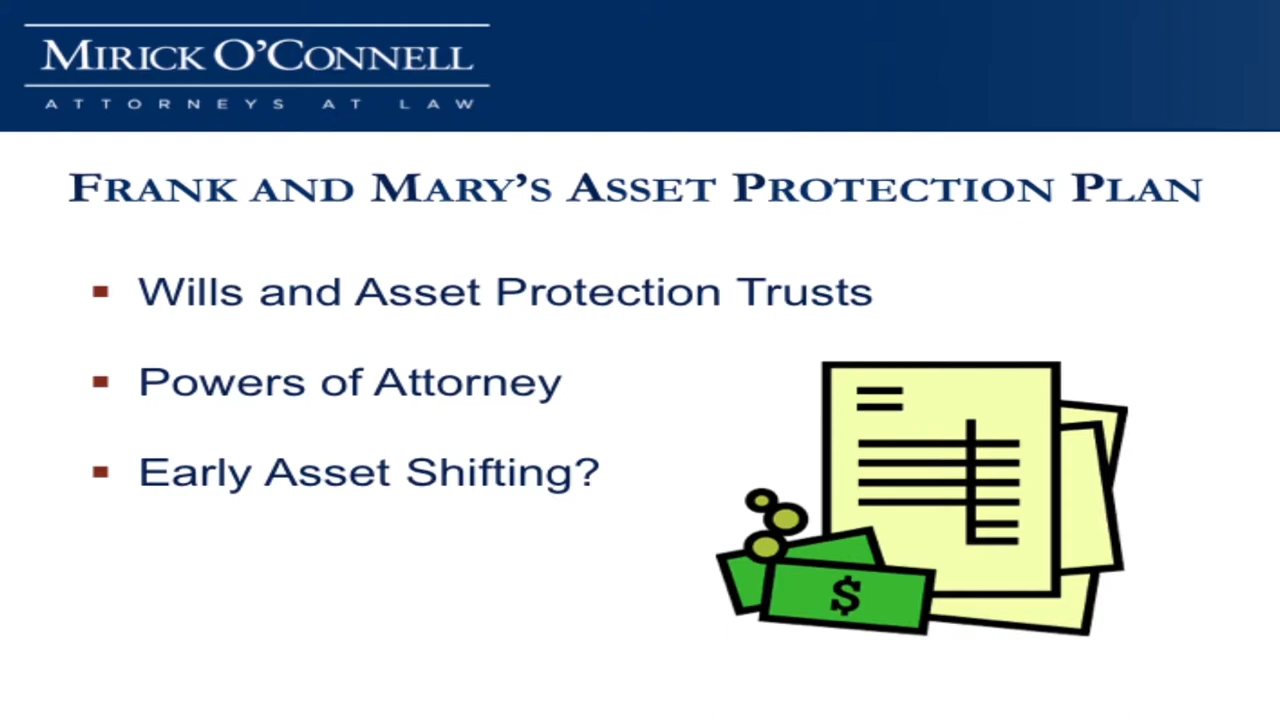 MIRICK O'CONNELL
ATTORNEYS AT LAW
FRANK AND MARY'S ASSET PROTECTION PLAN
Wills and Asset Protection Trusts
Powers of Attorney
Early Asset Shifting?
$